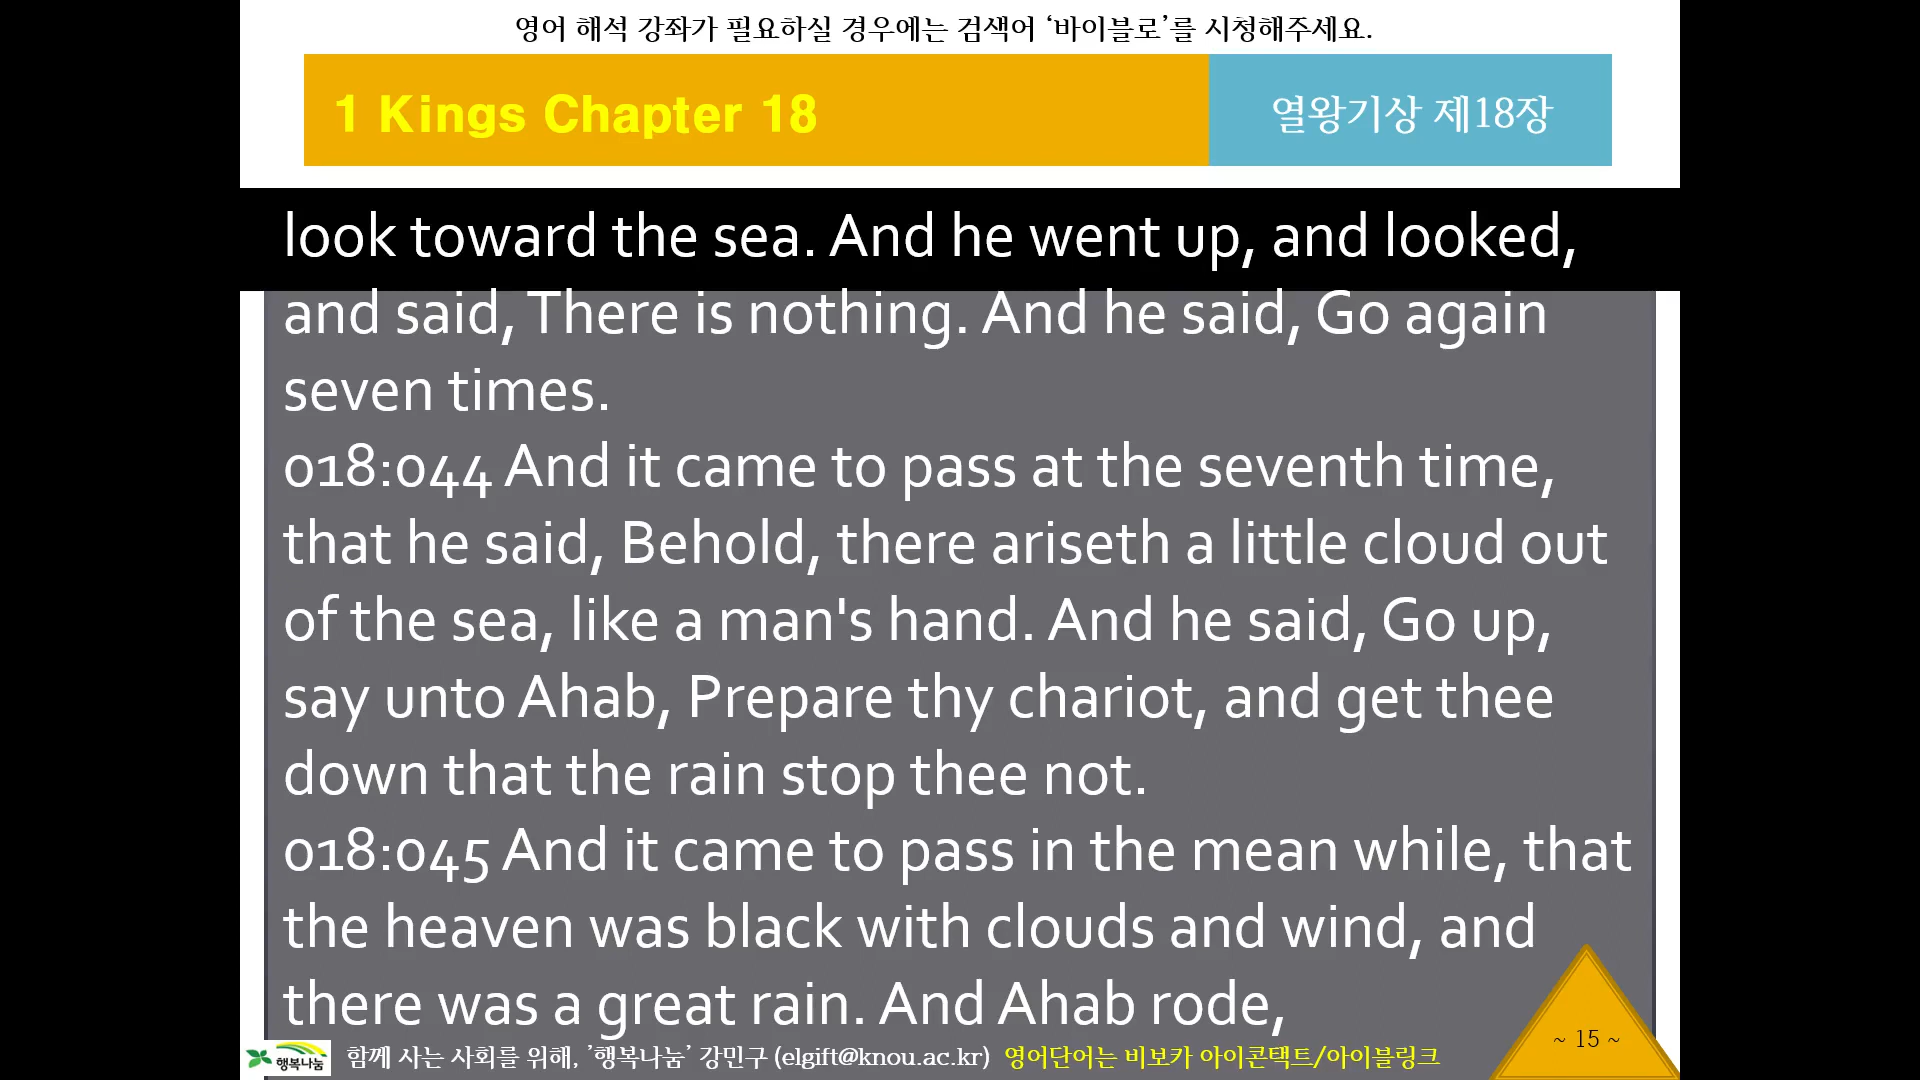 영어 해석 강좌가 필요하실 경우에는 검색어 ‘바이블로’를 시청해주세요.
1 Kings Chapter 18
열왕기상 제18장
look toward the sea. And he went up, and looked,
and said, There is nothing. And he said, Go again
seven times.
018:044 And it came to pass at the seventh time,
that he said, Behold, there ariseth a little cloud out
of the sea, like a man's hand. And he said, Go up,
say unto Ahab, Prepare thy chariot, and get thee
down that the rain stop thee not.
018:045 And it came to pass in the mean while, that
the heaven was black with clouds and wind, and
there was a great rain. And Ahab rode,
~ 15 ~
행복나눔 함께 사는 사회를 위해, ’행복나눔’ 강민구 (elgift@knou.ac.kr) 영어단어는 비보카 아이콘택트/아이블링크